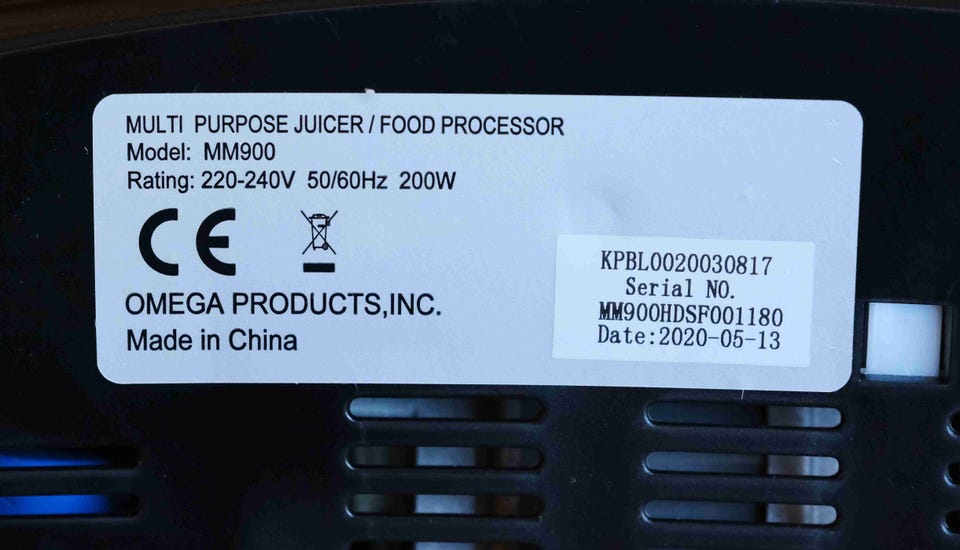 MULTI PURPOSE JUICER / FOOD PROCESSOR
Model: MM900
Rating: 220-240V 50/60Hz 200W
CE
OMEGA PRODUCTS,INC.
Made in China
KPBL0020030817
Serial NO.
MM900HDSF001180
Date:2020-05-13